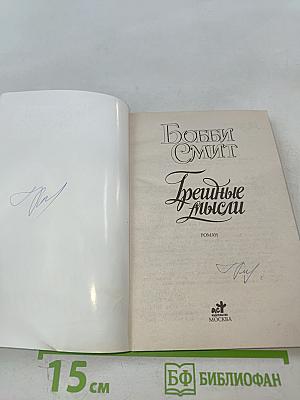 БОББИ
СМИТ
Грешные
мысли
РОМАН
АСТ
МОСКВА
15 см
БФ БИБЛИОФАН